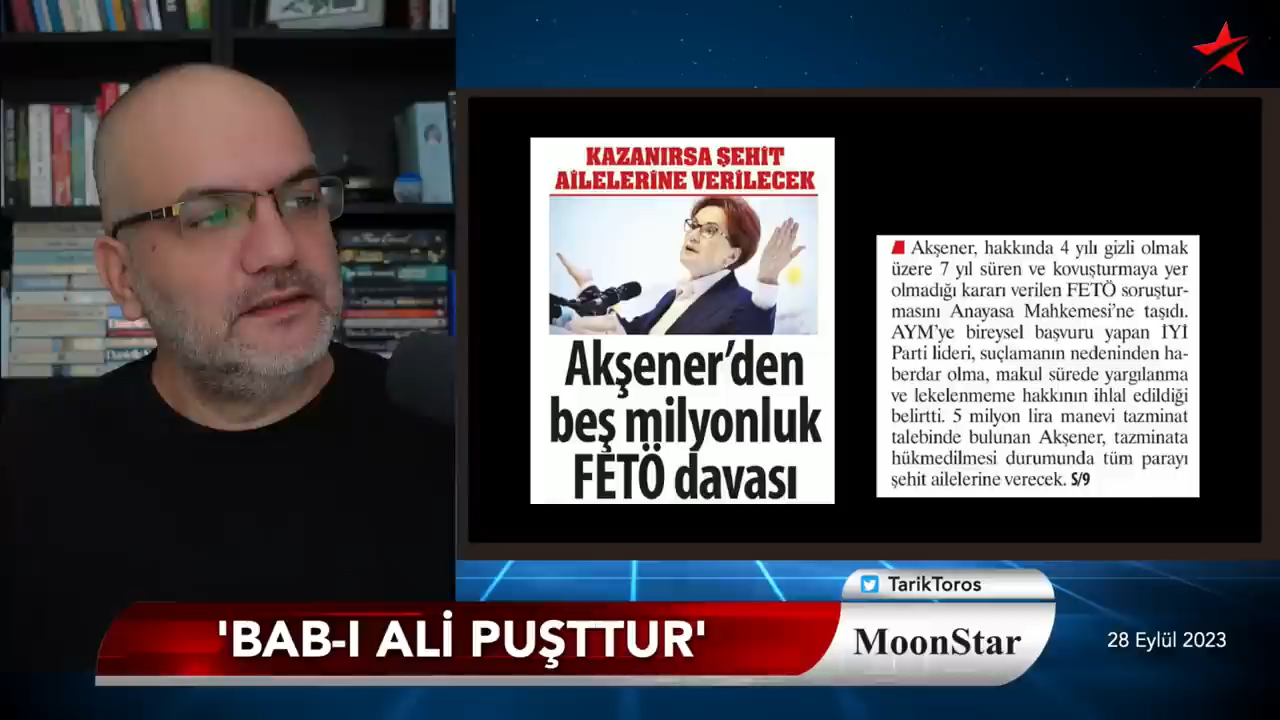 KAZANIRSA ŞEHİT
AİLELERİNE VERİLECEK
Akşener'den
beş milyonluk
FETÖ davası
Akşener, hakkında 4 yılı gizli olmak
üzere 7 yıl süren ve kovuşturmaya yer
olmadığı kararı verilen FETÖ soruştur-
masını Anayasa Mahkemesi'ne taşıdı.
AYM'ye bireysel başvuru yapan İYİ
Parti lideri, suçlamanın nedeninden ha-
berdar olma, makul sürede yargılanma
ve lekelenmeme hakkının ihlal edildiği
belirtti. 5 milyon lira manevi tazminat
talebinde bulunan Akşener, tazminata
hükmedilmesi durumunda tüm parayı
şehit ailelerine verecek. S/9
TarikToros
'BAB-I ALİ PUŞTTUR'
MoonStar
28 Eylül 2023